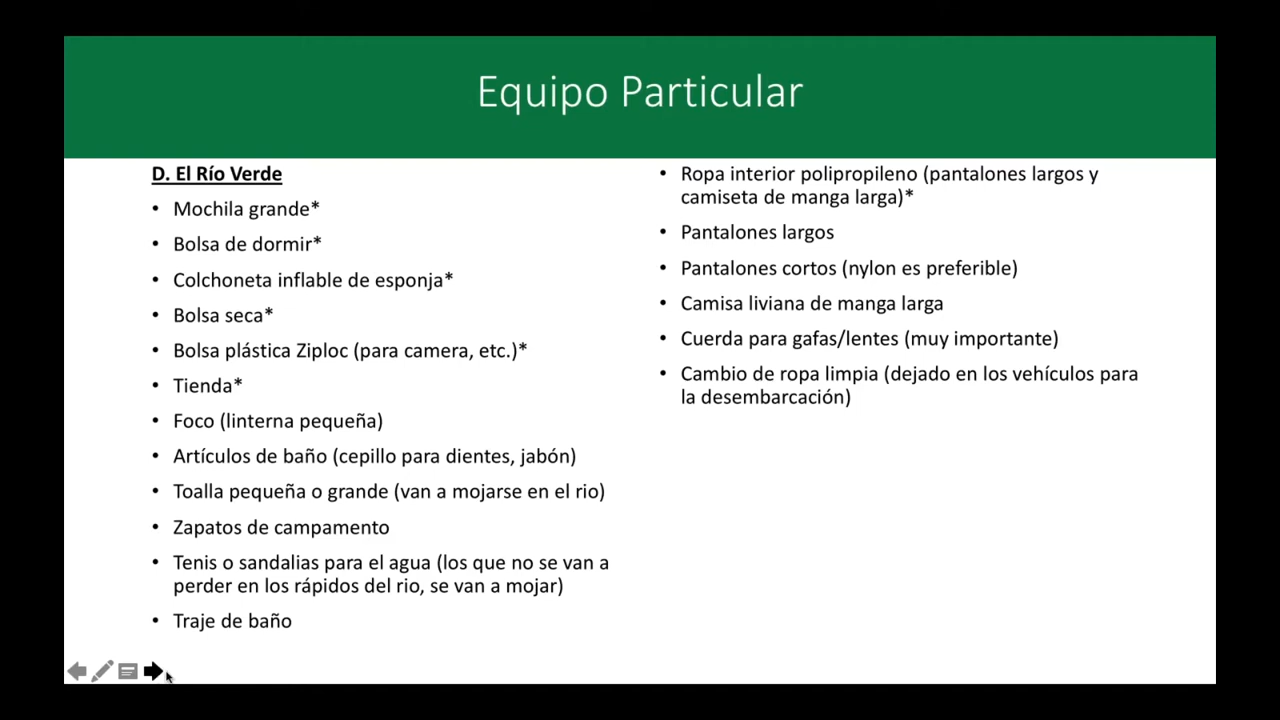 Equipo Particular
D. El Río Verde
• Mochila grande*
• Bolsa de dormir*
• Colchoneta inflable de esponja*
• Bolsa seca*
• Bolsa plástica Ziploc (para camera, etc.)*
• Tienda*
• Foco (linterna pequeña)
• Artículos de baño (cepillo para dientes, jabón)
• Toalla pequeña o grande (van a mojarse en el rio)
• Zapatos de campamento
• Tenis o sandalias para el agua (los que no se van a
perder en los rápidos del rio, se van a mojar)
• Traje de baño
• Ropa interior polipropileno (pantalones largos y
camiseta de manga larga)*
• Pantalones largos
• Pantalones cortos (nylon es preferible)
• Camisa liviana de manga larga
• Cuerda para gafas/lentes (muy importante)
• Cambio de ropa limpia (dejado en los vehículos para
la desembarcación)